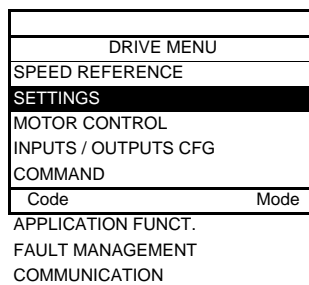 DRIVE MENU
SPEED REFERENCE
SETTINGS
MOTOR CONTROL
INPUTS / OUTPUTS CFG
COMMAND
Code Mode
APPLICATION FUNCT.
FAULT MANAGEMENT
COMMUNICATION